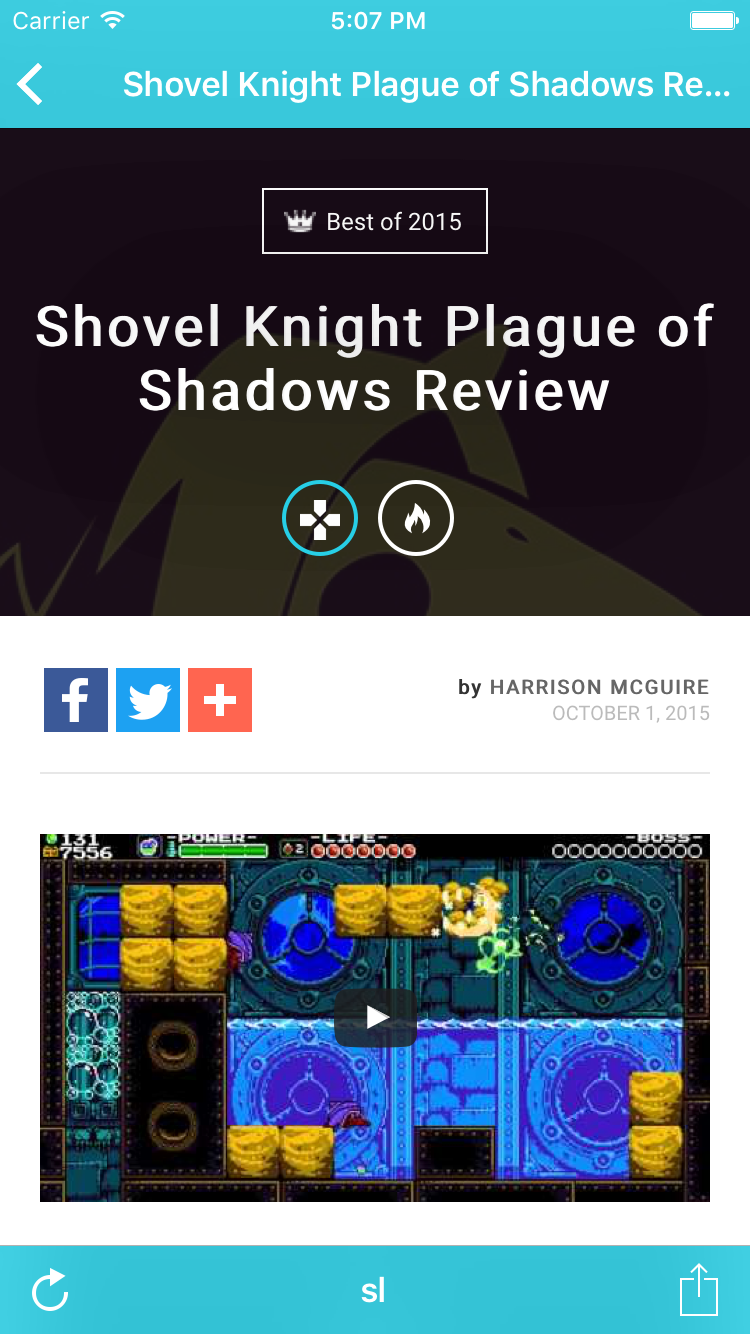 Carrier 5:07 PM
Shovel Knight Plague of Shadows Re...
Best of 2015
Shovel Knight Plague of
Shadows Review
by HARRISON MCGUIRE
OCTOBER 1, 2015
131 -POWER- -LIFE- -BOSS-
7556 2
sl